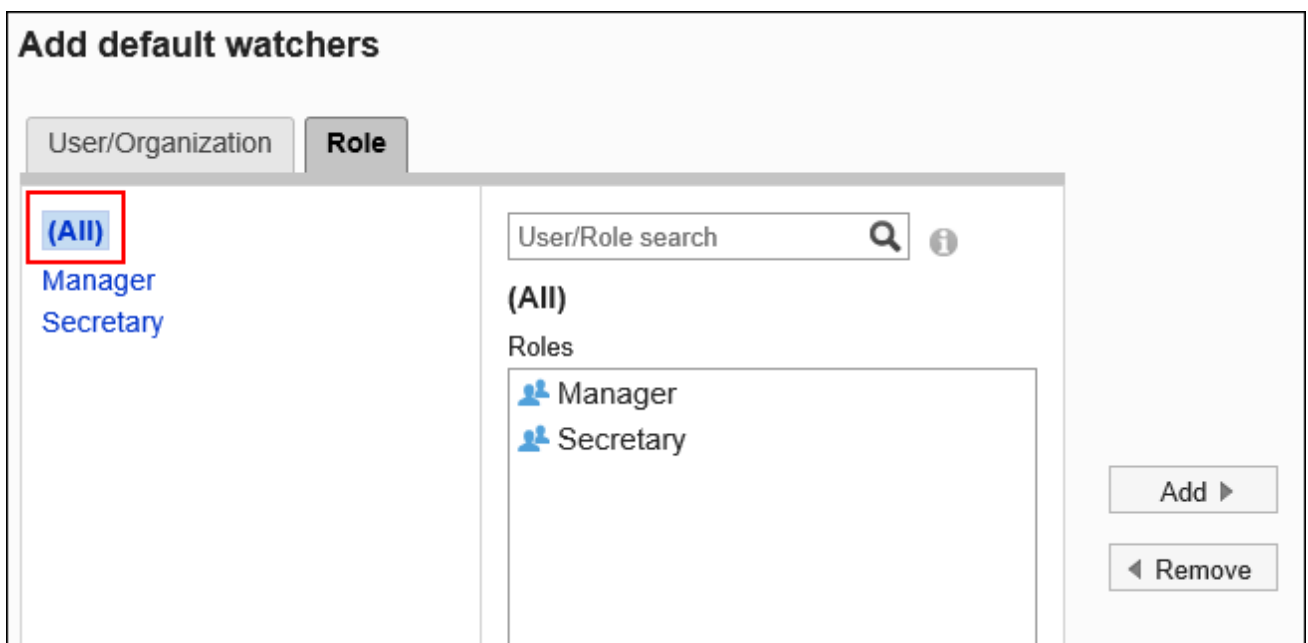 Add default watchers
User/Organization
Role
(All)
Manager
Secretary
User/Role search
(All)
Roles
Manager
Secretary
Add
Remove